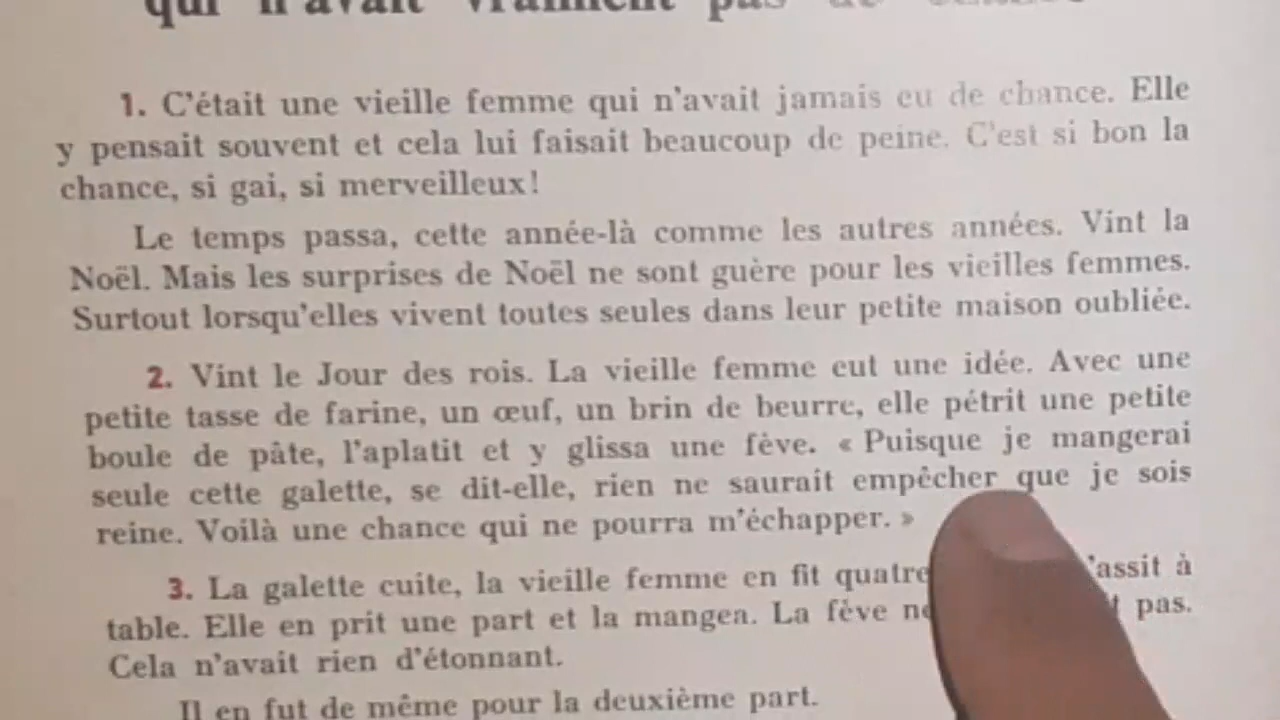 qui n'avait vraiment pas de chance
1. C'était une vieille femme qui n'avait jamais eu de chance. Elle
y pensait souvent et cela lui faisait beaucoup de peine. C'est si bon la
chance, si gai, si merveilleux!
Le temps passa, cette année-là comme les autres années. Vint la
Noël. Mais les surprises de Noël ne sont guère pour les vieilles femmes.
Surtout lorsqu'elles vivent toutes seules dans leur petite maison oubliée.
2. Vint le Jour des rois. La vieille femme eut une idée. Avec une
petite tasse de farine, un œuf, un brin de beurre, elle pétrit une petite
boule de pâte, l'aplatit et y glissa une fève. « Puisque je mangerai
seule cette galette, se dit-elle, rien ne saurait empêcher que je sois
reine. Voilà une chance qui ne pourra m'échapper. »
3. La galette cuite, la vieille femme en fit quatre 'assit à
table. Elle en prit une part et la mangea. La fève pas.
Cela n'avait rien d'étonnant.
Il en fut de même pour la deuxième part.